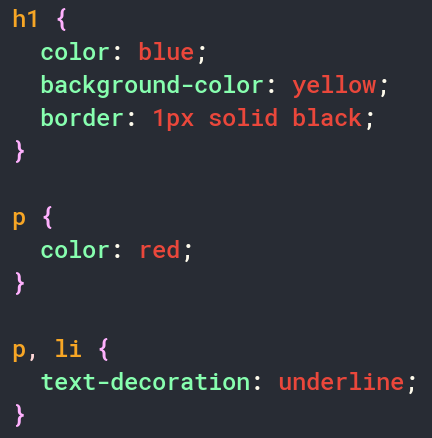 h1 {
  color: blue;
  background-color: yellow;
  border: 1px solid black;
}

p {
  color: red;
}

p, li {
  text-decoration: underline;
}